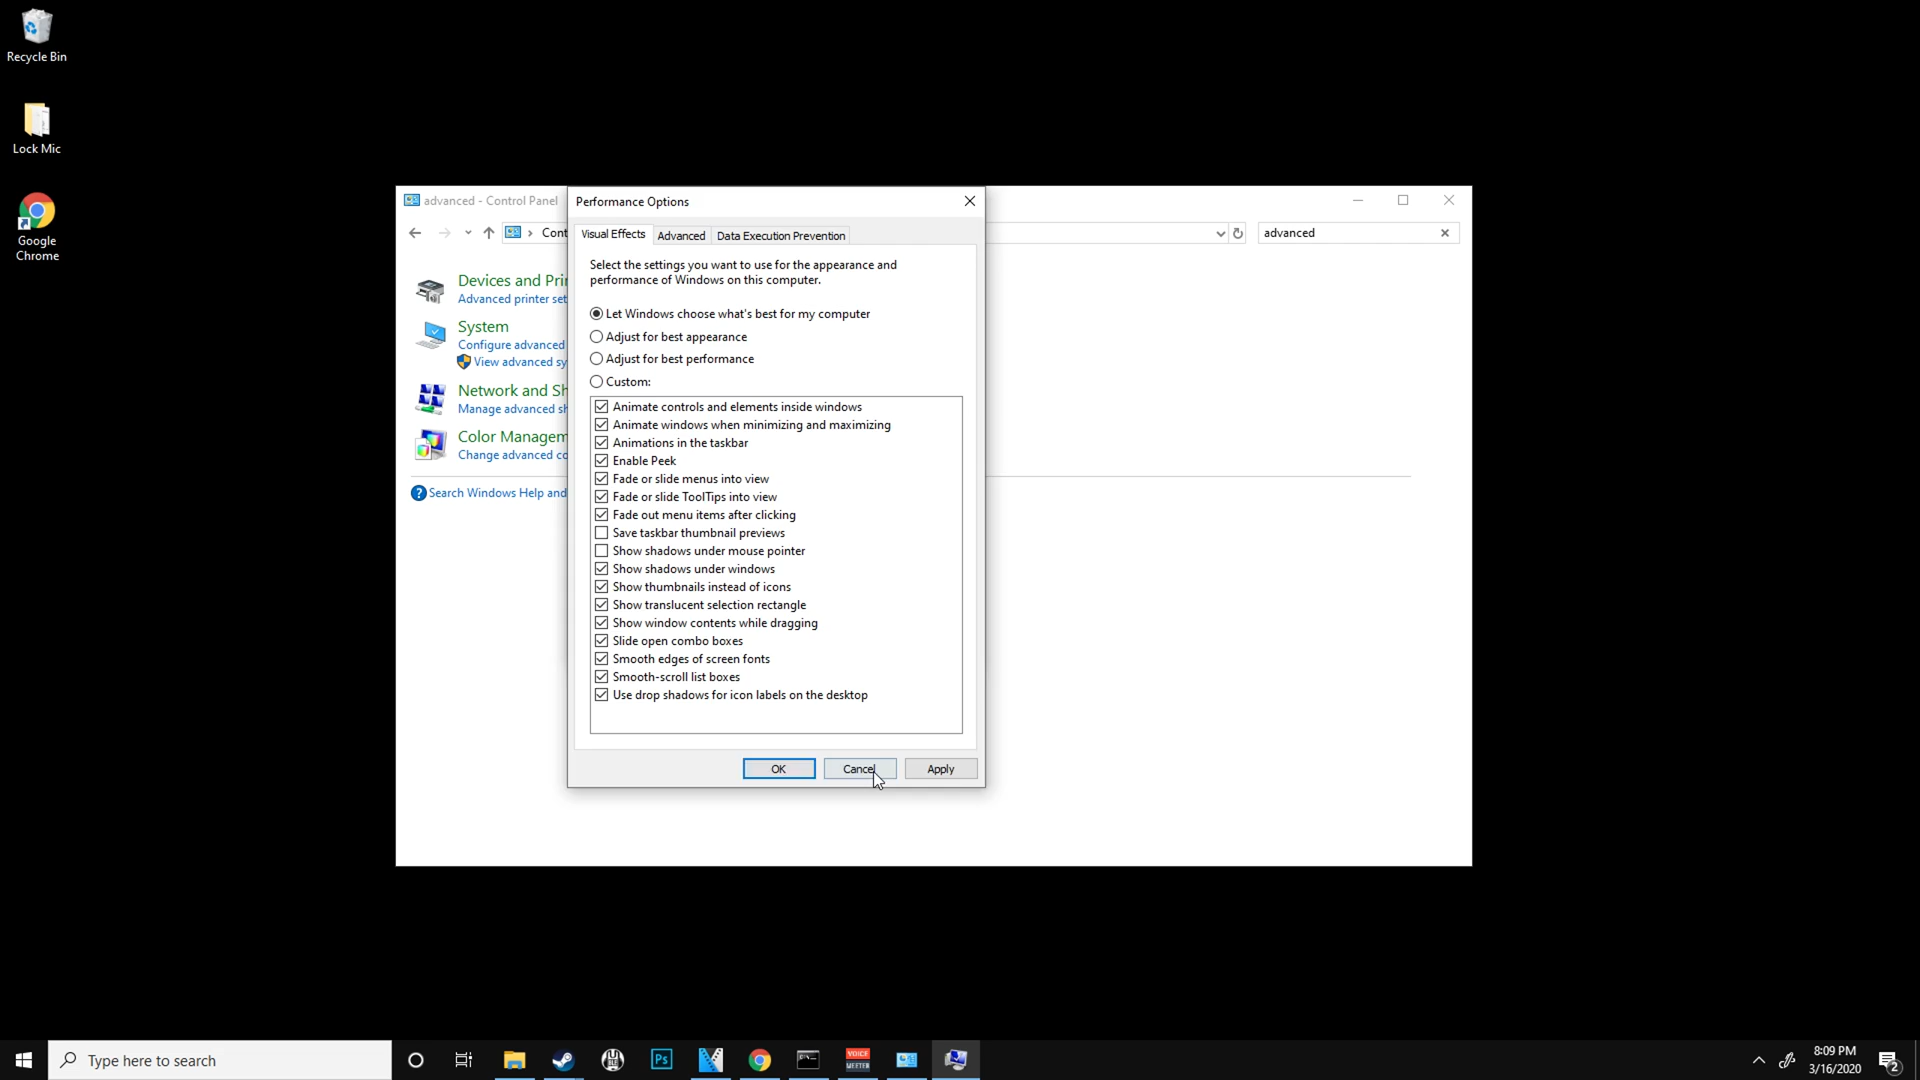 Recycle Bin
Lock Mic
Google
Chrome
advanced - Control Panel
Cont
advanced
Devices and Pri
Advanced printer set
System
Configure advanced
View advanced sy
Network and Sh
Manage advanced sh
Color Managem
Change advanced co
Search Windows Help and
Performance Options
Visual Effects
Advanced
Data Execution Prevention
Select the settings you want to use for the appearance and
performance of Windows on this computer.
Let Windows choose what's best for my computer
Adjust for best appearance
Adjust for best performance
Custom:
Animate controls and elements inside windows
Animate windows when minimizing and maximizing
Animations in the taskbar
Enable Peek
Fade or slide menus into view
Fade or slide ToolTips into view
Fade out menu items after clicking
Save taskbar thumbnail previews
Show shadows under mouse pointer
Show shadows under windows
Show thumbnails instead of icons
Show translucent selection rectangle
Show window contents while dragging
Slide open combo boxes
Smooth edges of screen fonts
Smooth-scroll list boxes
Use drop shadows for icon labels on the desktop
OK
Cancel
Apply
Type here to search
Ps
VOICE
MEETER
8:09 PM
3/16/2020
2